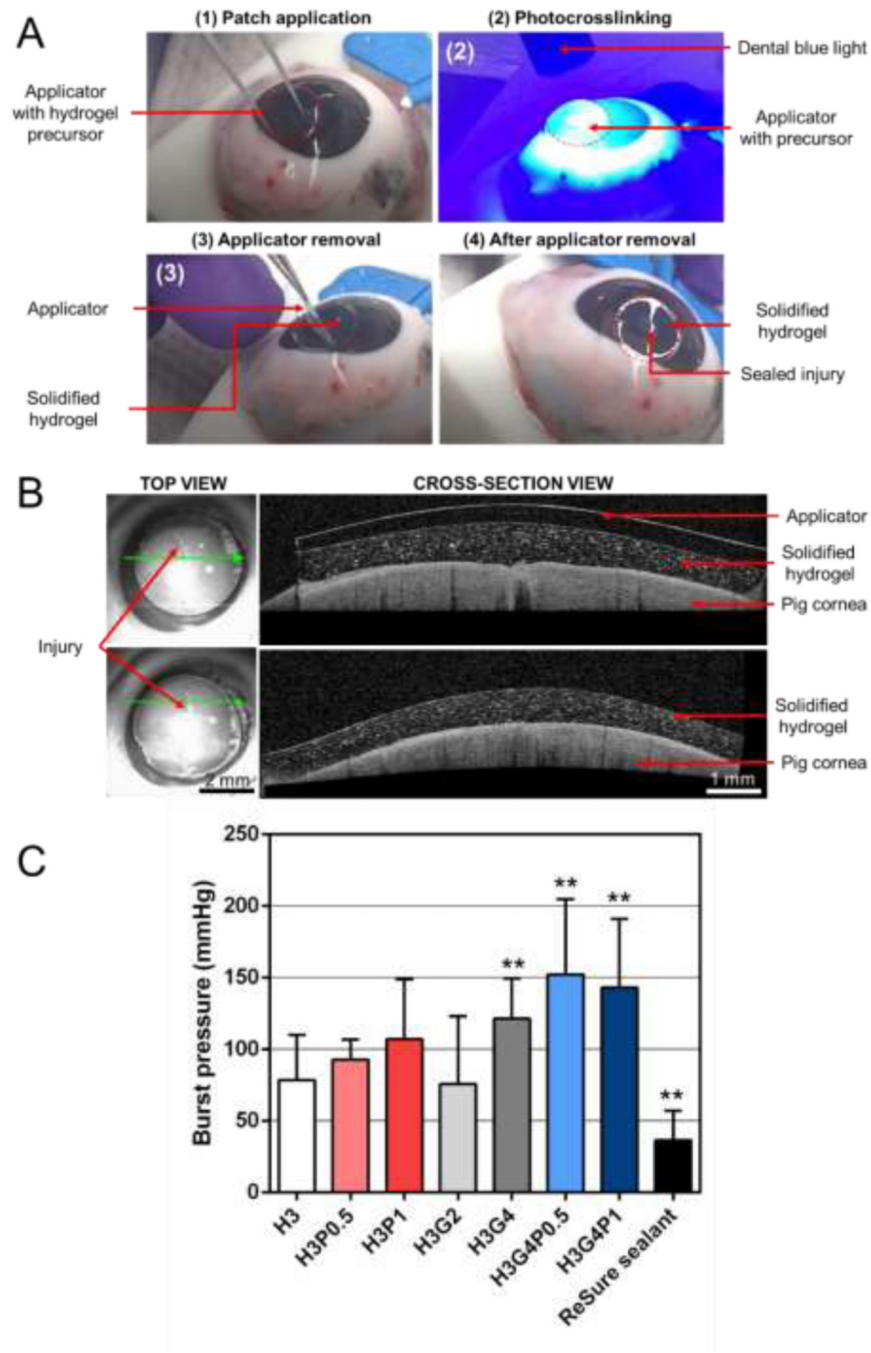 A
(1) Patch application
(2) Photocrosslinking
Applicator
with hydrogel
precursor
(2)
Dental blue light
Applicator
with precursor
(3) Applicator removal
(4) After applicator removal
(3)
Applicator
Solidified
hydrogel
Solidified
hydrogel
Sealed injury
B
TOP VIEW
CROSS-SECTION VIEW
Injury
Applicator
Solidified
hydrogel
Pig cornea
Solidified
hydrogel
Pig cornea
2 mm
1 mm
C
Burst pressure (mmHg)
250
200
150
100
50
0
**
**
**
**
H3
H3P0.5
H3P1
H3G2
H3G4
H3G4P0.5
H3G4P1
ReSure sealant